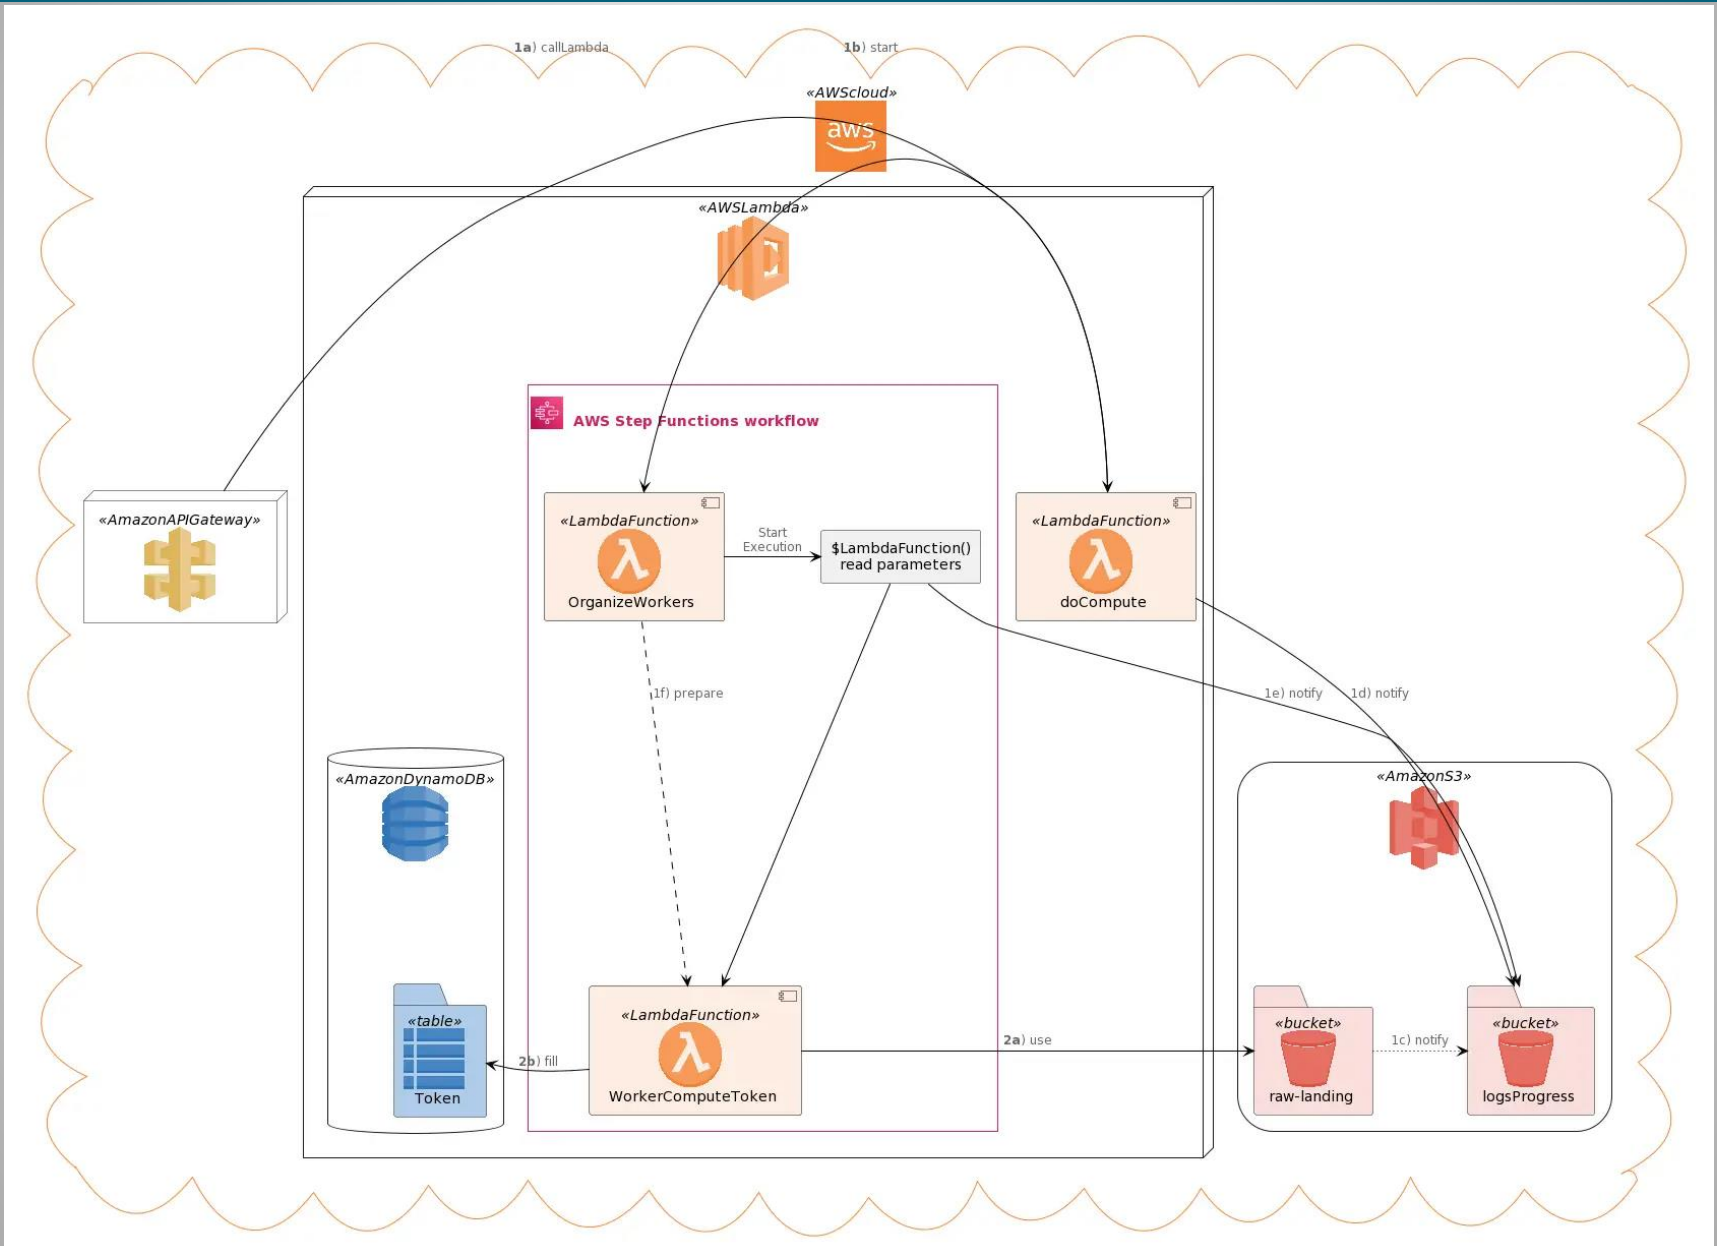 1a) callLambda
1b) start
«AWScloud»
aws
«AWSLambda»
AWS Step Functions workflow
«AmazonAPIGateway»
«LambdaFunction»
OrganizeWorkers
Start
Execution
$LambdaFunction()
read parameters
«LambdaFunction»
doCompute
1f) prepare
1e) notify
1d) notify
«AmazonDynamoDB»
«AmazonS3»
«table»
Token
2b) fill
«LambdaFunction»
WorkerComputeToken
2a) use
«bucket»
raw-landing
1c) notify
«bucket»
logsProgress